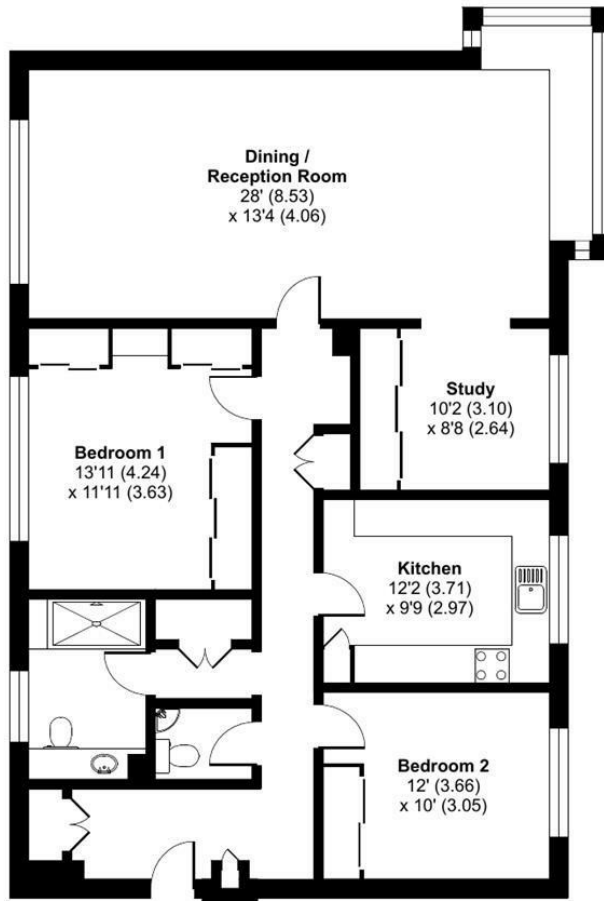 Dining /
Reception Room
28' (8.53)
x 13'4 (4.06)
Study
10'2 (3.10)
x 8'8 (2.64)
Bedroom 1
13'11 (4.24)
x 11'11 (3.63)
Kitchen
12'2 (3.71)
x 9'9 (2.97)
Bedroom 2
12' (3.66)
x 10' (3.05)